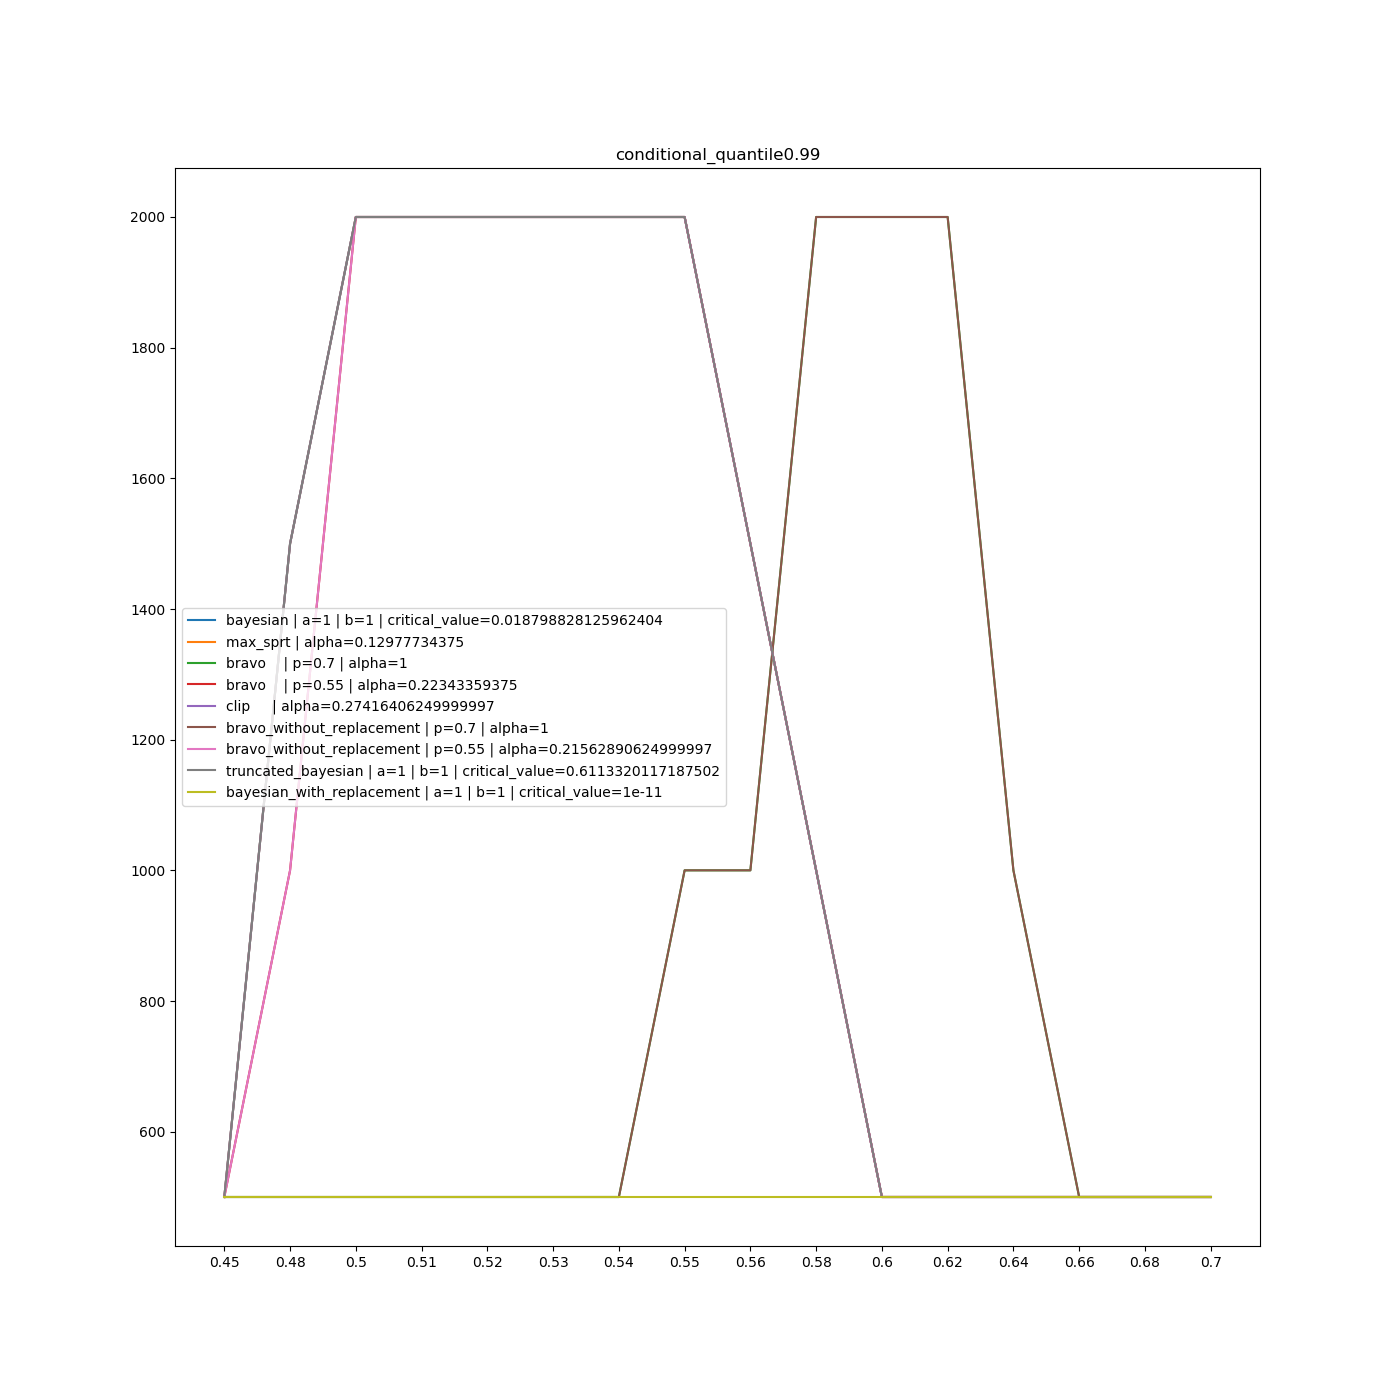 conditional_quantile0.99
2000
1800
1600
1400
1200
1000
800
600
bayesian | a=1 | b=1 | critical_value=0.018798828125962404
max_sprt | alpha=0.12977734375
bravo    | p=0.7 | alpha=1
bravo    | p=0.55 | alpha=0.22343359375
clip     | alpha=0.27416406249999997
bravo_without_replacement | p=0.7 | alpha=1
bravo_without_replacement | p=0.55 | alpha=0.21562890624999997
truncated_bayesian | a=1 | b=1 | critical_value=0.6113320117187502
bayesian_with_replacement | a=1 | b=1 | critical_value=1e-11
0.45 0.48 0.5 0.51 0.52 0.53 0.54 0.55 0.56 0.58 0.6 0.62 0.64 0.66 0.68 0.7